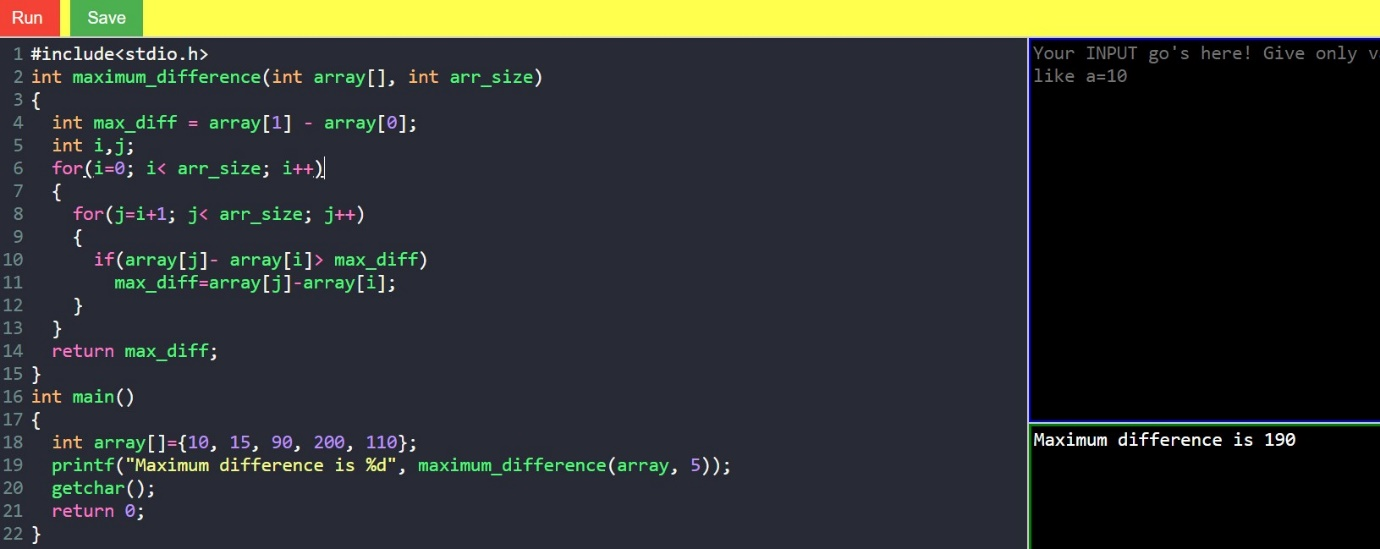 Run Save
1 #include<stdio.h>
2 int maximum_difference(int array[], int arr_size)
3 {
4 int max_diff = array[1] - array[0];
5 int i,j;
6 for(i=0; i< arr_size; i++)
7 {
8 for(j=i+1; j< arr_size; j++)
9 {
10 if(array[j]- array[i]> max_diff)
11 max_diff=array[j]-array[i];
12 }
13 }
14 return max_diff;
15 }
16 int main()
17 {
18 int array[]={10, 15, 90, 200, 110};
19 printf("Maximum difference is %d", maximum_difference(array, 5));
20 getchar();
21 return 0;
22 }
Your INPUT go's here! Give only
like a=10
Maximum difference is 190